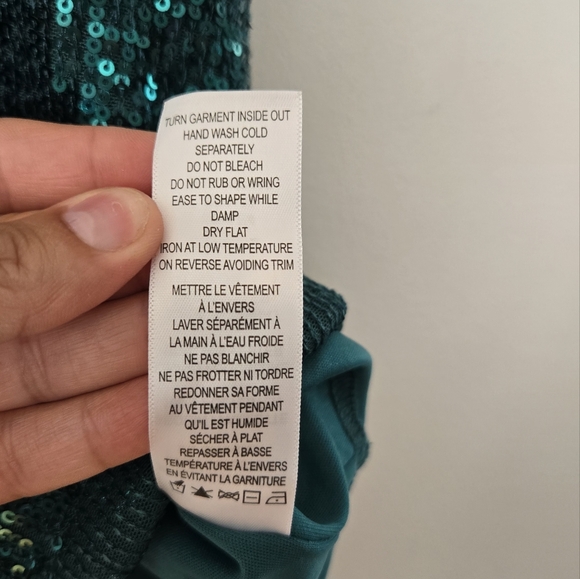 TURN GARMENT INSIDE OUT
HAND WASH COLD
SEPARATELY
DO NOT BLEACH
DO NOT RUB OR WRING
EASE TO SHAPE WHILE
DAMP
DRY FLAT
IRON AT LOW TEMPERATURE
ON REVERSE AVOIDING TRIM
METTRE LE VÊTEMENT
À L'ENVERS
LAVER SÉPARÉMENT À
LA MAIN À L'EAU FROIDE
NE PAS BLANCHIR
NE PAS FROTTER NI TORDRE
REDONNER SA FORME
AU VÊTEMENT PENDANT
QU'IL EST HUMIDE
SÉCHER À PLAT
REPASSER À BASSE
TEMPÉRATURE À L'ENVERS
EN ÉVITANT LA GARNITURE